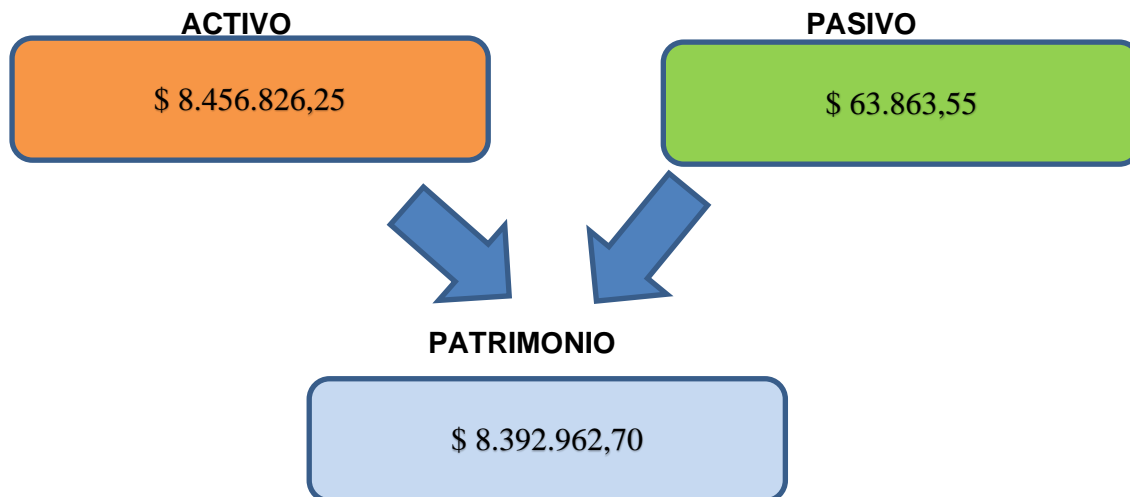 ACTIVO
$ 8.456.826,25
PASIVO
$ 63.863,55
PATRIMONIO
$ 8.392.962,70